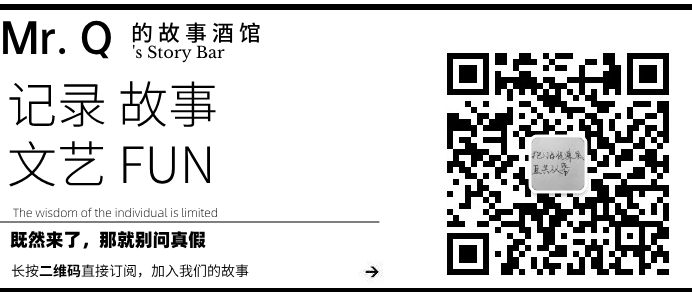 Mr. Q 的故事酒馆
's Story Bar
记录 故事
文艺 FUN
The wisdom of the individual is limited
既然来了，那就别问真假
长按二维码直接订阅，加入我们的故事